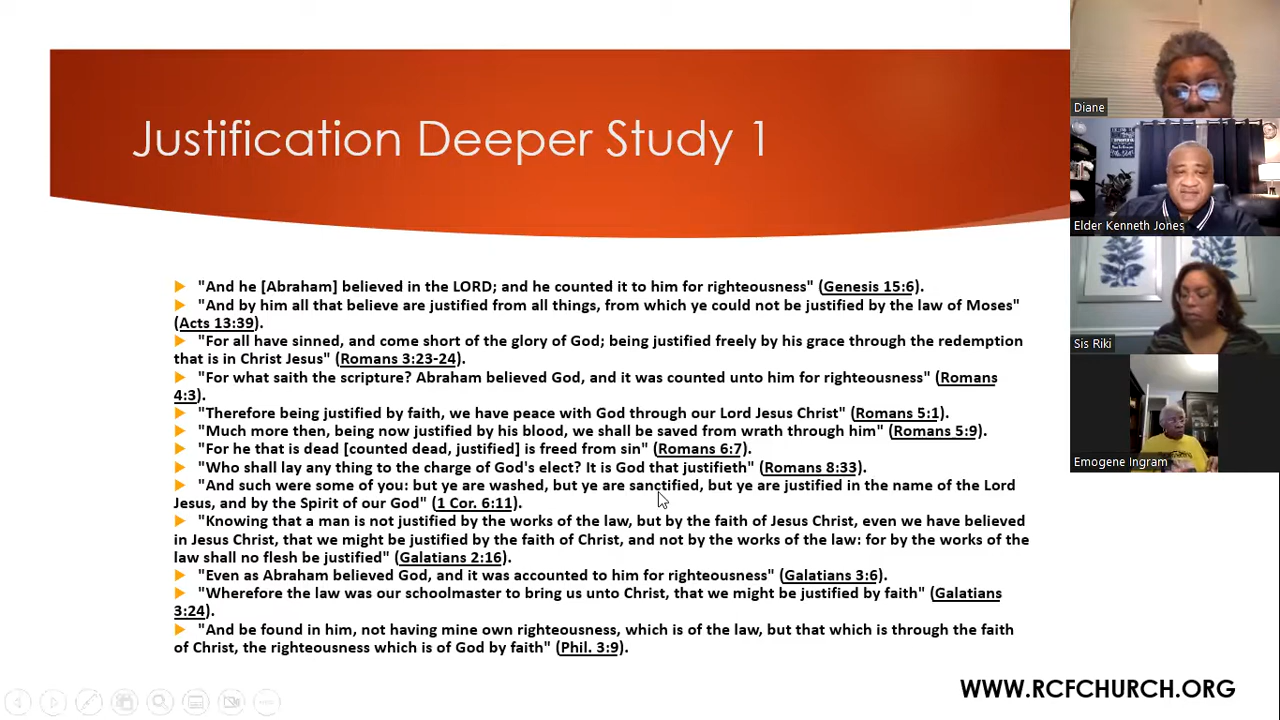 Justification Deeper Study 1
"And he [Abraham] believed in the LORD; and he counted it to him for righteousness" (Genesis 15:6).
"And by him all that believe are justified from all things, from which ye could not be justified by the law of Moses"
(Acts 13:39).
"For all have sinned, and come short of the glory of God; being justified freely by his grace through the redemption
that is in Christ Jesus" (Romans 3:23-24).
"For what saith the scripture? Abraham believed God, and it was counted unto him for righteousness" (Romans
4:3).
"Therefore being justified by faith, we have peace with God through our Lord Jesus Christ" (Romans 5:1).
"Much more then, being now justified by his blood, we shall be saved from wrath through him" (Romans 5:9).
"For he that is dead [counted dead, justified] is freed from sin" (Romans 6:7).
"Who shall lay any thing to the charge of God's elect? It is God that justifieth" (Romans 8:33).
"And such were some of you: but ye are washed, but ye are sanctified, but ye are justified in the name of the Lord
Jesus, and by the Spirit of our God" (1 Cor. 6:11).
"Knowing that a man is not justified by the works of the law, but by the faith of Jesus Christ, even we have believed
in Jesus Christ, that we might be justified by the faith of Christ, and not by the works of the law: for by the works of the
law shall no flesh be justified" (Galatians 2:16).
"Even as Abraham believed God, and it was accounted to him for righteousness" (Galatians 3:6).
"Wherefore the law was our schoolmaster to bring us unto Christ, that we might be justified by faith" (Galatians
3:24).
"And be found in him, not having mine own righteousness, which is of the law, but that which is through the faith
of Christ, the righteousness which is of God by faith" (Phil. 3:9).
WWW.RCFCHURCH.ORG
Diane
Elder Kenneth Jones
Sis Riki
Emogene Ingram